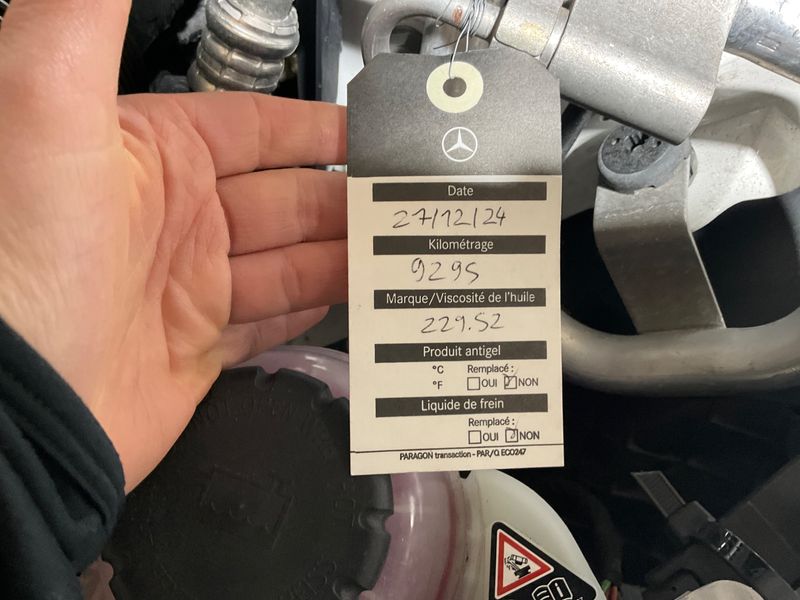 Date
27/12/24
Kilométrage
9295
Marque/Viscosité de l'huile
229.52
Produit antigel
°C Remplacé :
°F OUI NON
Liquide de frein
Remplacé :
OUI NON
PARAGON transaction - PAR/Q ECO247